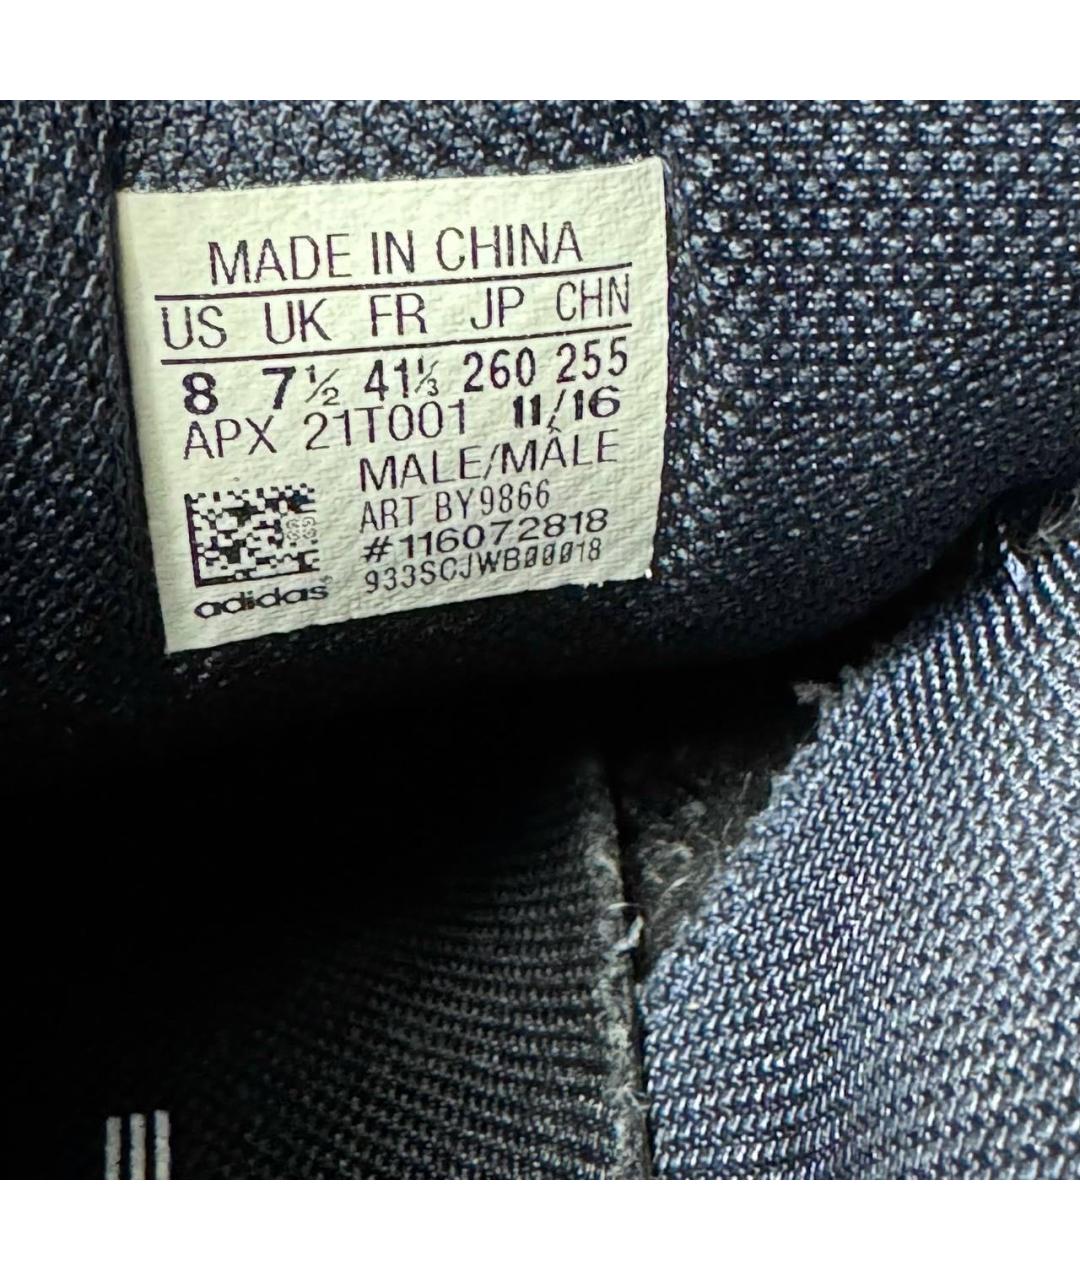 MADE IN CHINA
US UK FR JP CHN
8 7½ 41⅓ 260 255
APX 21T001 11/16
MALE/MÂLE
ART BY9866
#116072818
933SCJWB00018
adidas